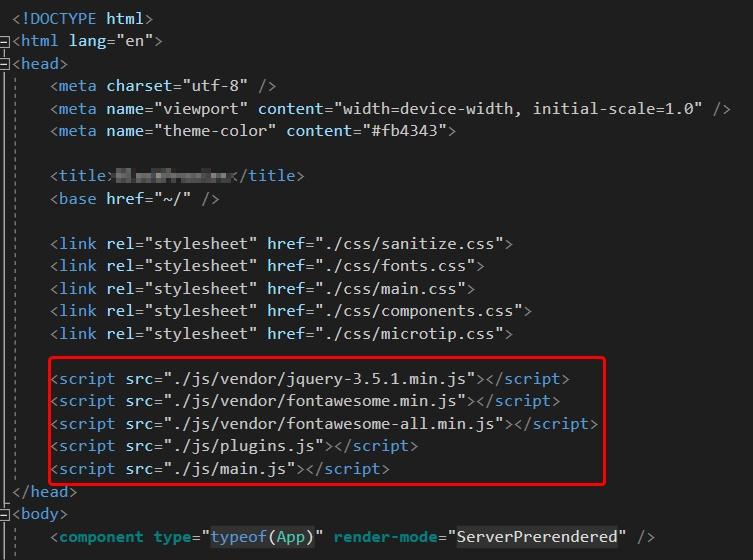 <!DOCTYPE html>
<html lang="en">
<head>
<meta charset="utf-8" />
<meta name="viewport" content="width=device-width, initial-scale=1.0" />
<meta name="theme-color" content="#fb4343">
<title></title>
<base href="~/" />
<link rel="stylesheet" href="./css/sanitize.css">
<link rel="stylesheet" href="./css/fonts.css">
<link rel="stylesheet" href="./css/main.css">
<link rel="stylesheet" href="./css/components.css">
<link rel="stylesheet" href="./css/microtip.css">
<script src="./js/vendor/jquery-3.5.1.min.js"></script>
<script src="./js/vendor/fontawesome.min.js"></script>
<script src="./js/vendor/fontawesome-all.min.js"></script>
<script src="./js/plugins.js"></script>
<script src="./js/main.js"></script>
</head>
<body>
<component type="typeof(App)" render-mode="ServerPrerendered" />